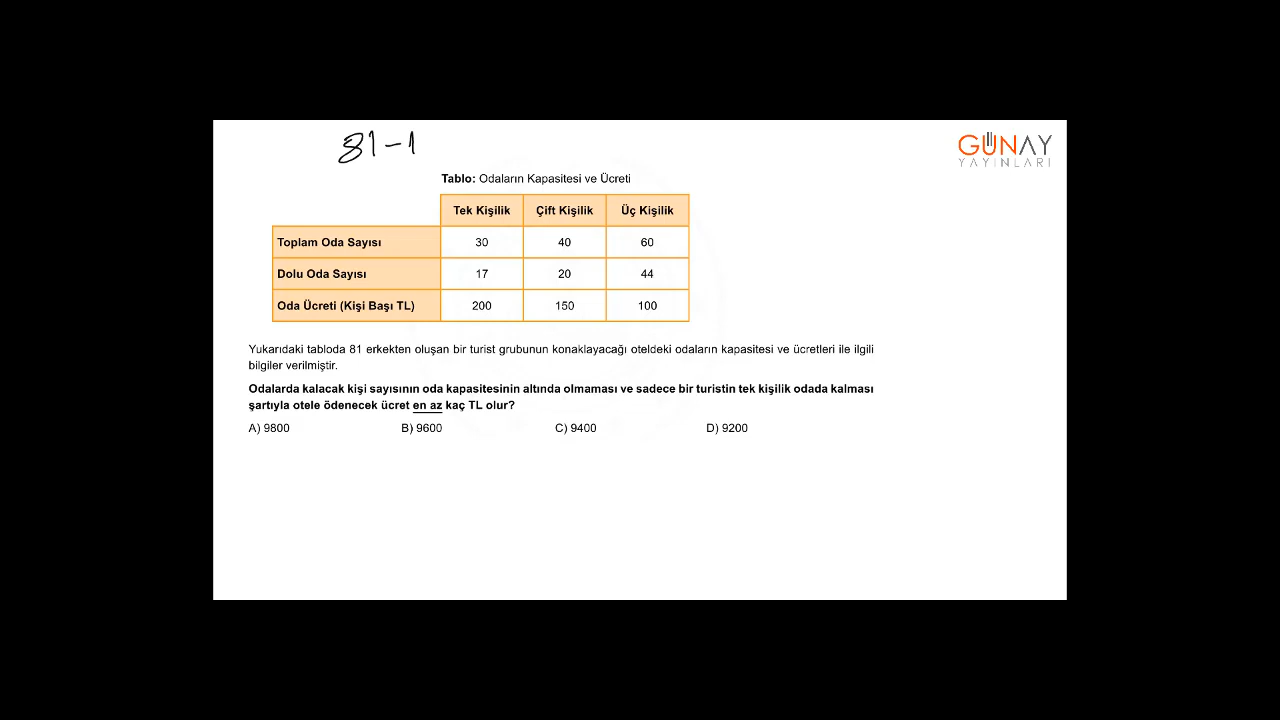 81-1
GÜNAY
YAYINLARI
Tablo: Odaların Kapasitesi ve Ücreti
Tek Kişilik Çift Kişilik Üç Kişilik
Toplam Oda Sayısı 30 40 60
Dolu Oda Sayısı 17 20 44
Oda Ücreti (Kişi Başı TL) 200 150 100
Yukarıdaki tabloda 81 erkekten oluşan bir turist grubunun konaklayacağı oteldeki odaların kapasitesi ve ücretleri ile ilgili
bilgiler verilmiştir.
Odalarda kalacak kişi sayısının oda kapasitesinin altında olmaması ve sadece bir turistin tek kişilik odada kalması
şartıyla otele ödenecek ücret en az kaç TL olur?
A) 9800 B) 9600 C) 9400 D) 9200